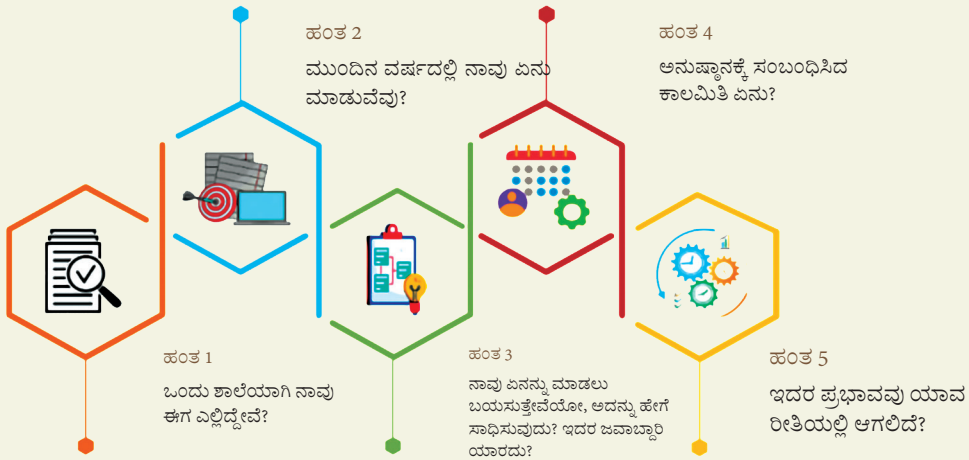 ಹಂತ 1
ಒಂದು ಶಾಲೆಯಾಗಿ ನಾವು
ಈಗ ಎಲ್ಲಿದ್ದೇವೆ?
ಹಂತ 2
ಮುಂದಿನ ವರ್ಷದಲ್ಲಿ ನಾವು ಏನು
ಮಾಡುವೆವು?
ಹಂತ 3
ನಾವು ಏನನ್ನು ಮಾಡಲು
ಬಯಸುತ್ತೇವೆಯೋ, ಅದನ್ನು ಹೇಗೆ
ಸಾಧಿಸುವುದು? ಇದರ ಜವಾಬ್ದಾರಿ
ಯಾರದು?
ಹಂತ 4
ಅನುಷ್ಠಾನಕ್ಕೆ ಸಂಬಂಧಿಸಿದ
ಕಾಲಮಿತಿ ಏನು?
ಹಂತ 5
ಇದರ ಪ್ರಭಾವವು ಯಾವ
ರೀತಿಯಲ್ಲಿ ಆಗಲಿದೆ?